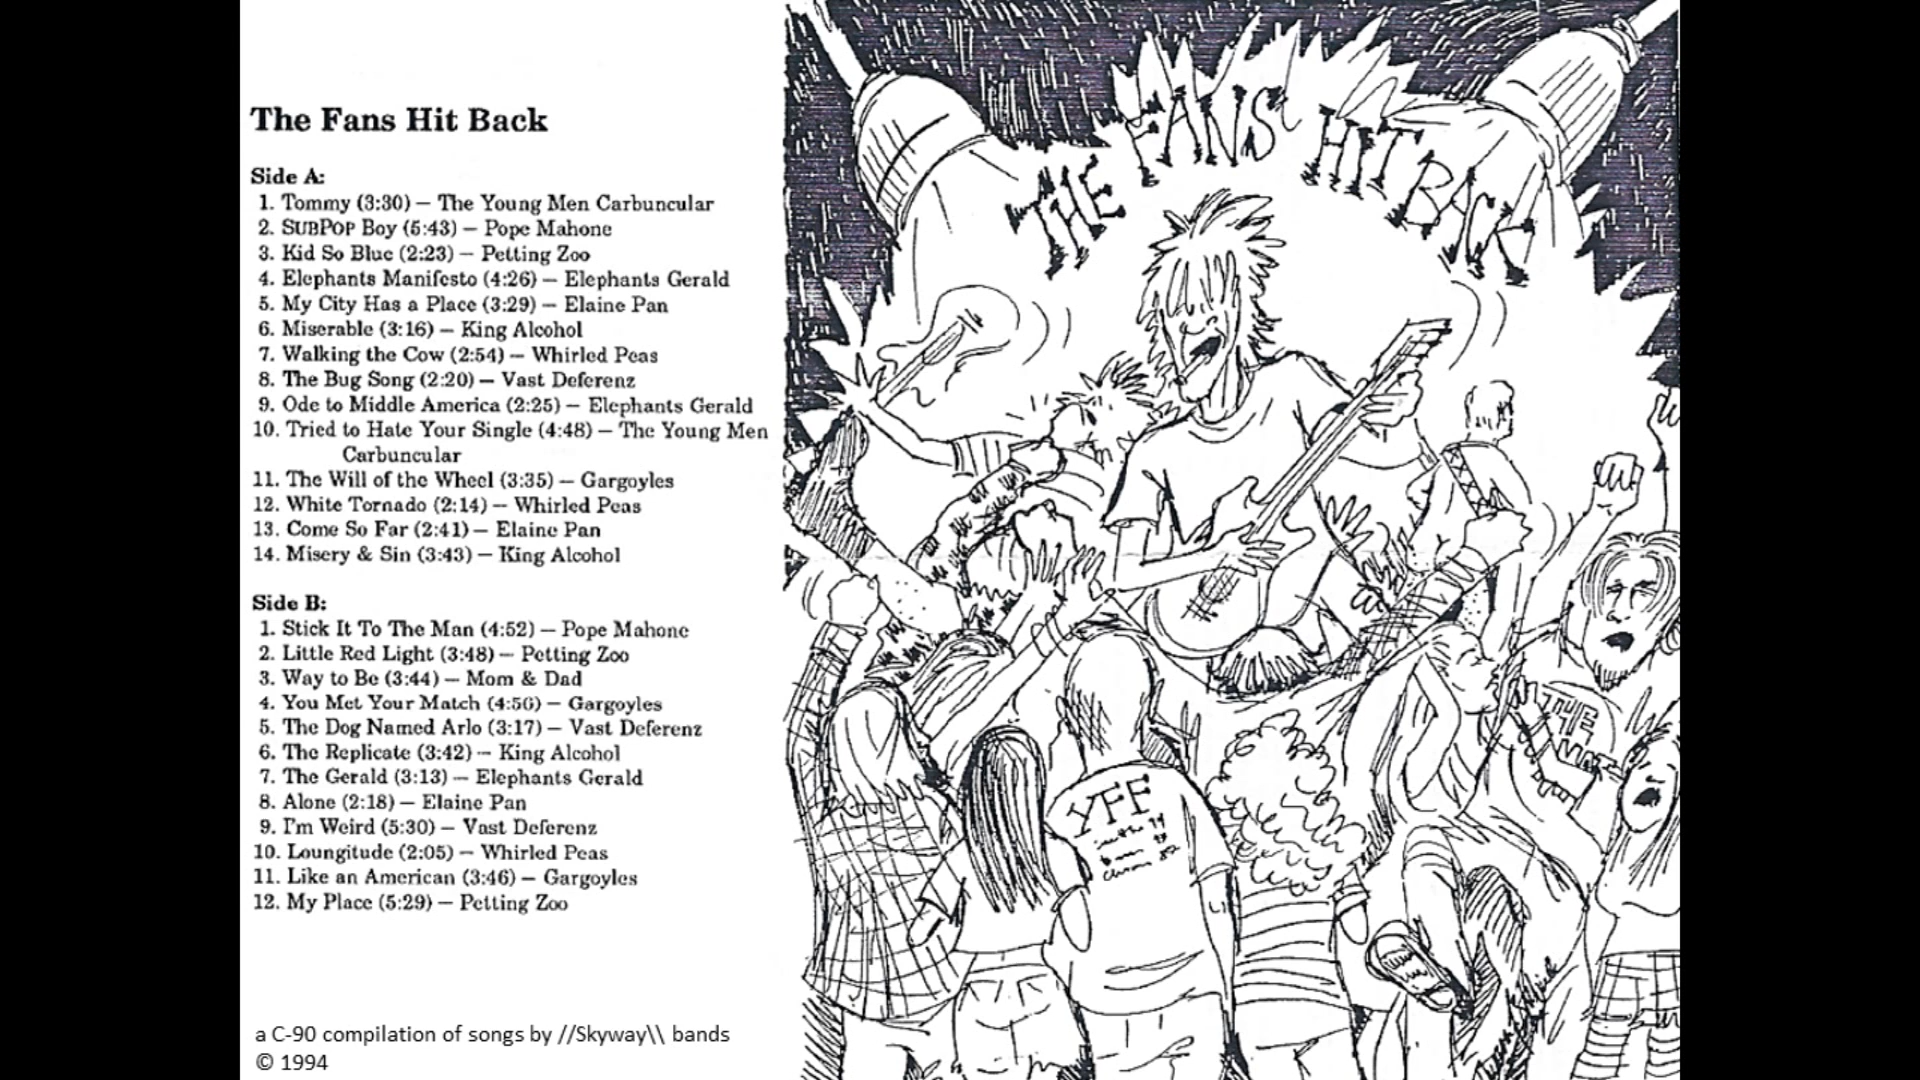 The Fans Hit Back
Side A:
1. Tommy (3:30) – The Young Men Carbuncular
2. SUBPOP Boy (5:43) – Pope Mahone
3. Kid So Blue (2:23) – Petting Zoo
4. Elephants Manifesto (4:26) – Elephants Gerald
5. My City Has a Place (3:29) – Elaine Pan
6. Miserable (3:16) – King Alcohol
7. Walking the Cow (2:54) – Whirled Peas
8. The Bug Song (2:20) – Vast Deferenz
9. Ode to Middle America (2:25) – Elephants Gerald
10. Tried to Hate Your Single (4:48) – The Young Men
Carbuncular
11. The Will of the Wheel (3:35) – Gargoyles
12. White Tornado (2:14) – Whirled Peas
13. Come So Far (2:41) – Elaine Pan
14. Misery & Sin (3:43) – King Alcohol
Side B:
1. Stick It To The Man (4:52) – Pope Mahone
2. Little Red Light (3:48) – Petting Zoo
3. Way to Be (3:44) – Mom & Dad
4. You Met Your Match (4:56) – Gargoyles
5. The Dog Named Arlo (3:17) – Vast Deferenz
6. The Replicate (3:42) – King Alcohol
7. The Gerald (3:13) – Elephants Gerald
8. Alone (2:18) – Elaine Pan
9. I'm Weird (5:30) – Vast Deferenz
10. Loungitude (2:05) – Whirled Peas
11. Like an American (3:46) – Gargoyles
12. My Place (5:29) – Petting Zoo
a C-90 compilation of songs by //Skyway\\ bands
© 1994
THE FANS HIT BACK
YFF
THE